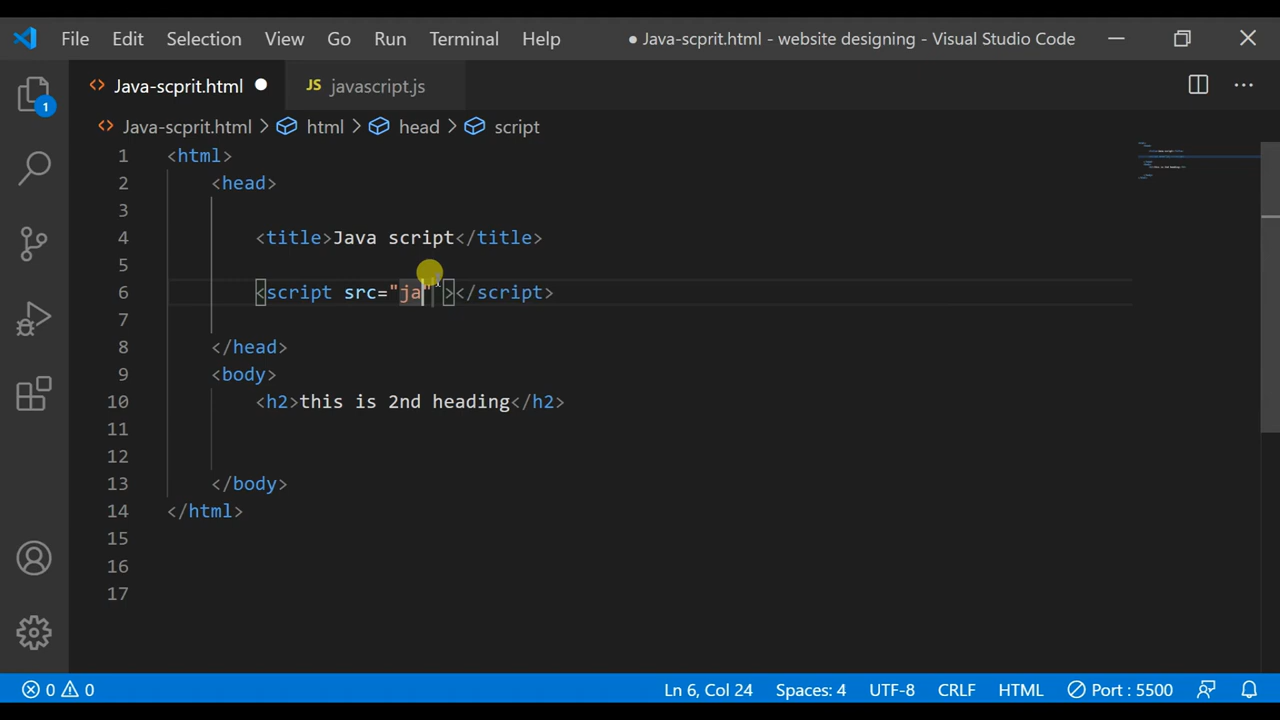 File Edit Selection View Go Run Terminal Help ● Java-scprit.html - website designing - Visual Studio Code
<> Java-scprit.html ● JS javascript.js ...
1 <> Java-scprit.html > html > head > script
1 <html>
2 <head>
3
4 <title>Java script</title>
5
6 <script src="ja" ></script>
7
8 </head>
9 <body>
10 <h2>this is 2nd heading</h2>
11
12
13 </body>
14 </html>
15
16
17
0 0 Ln 6, Col 24 Spaces: 4 UTF-8 CRLF HTML Port : 5500